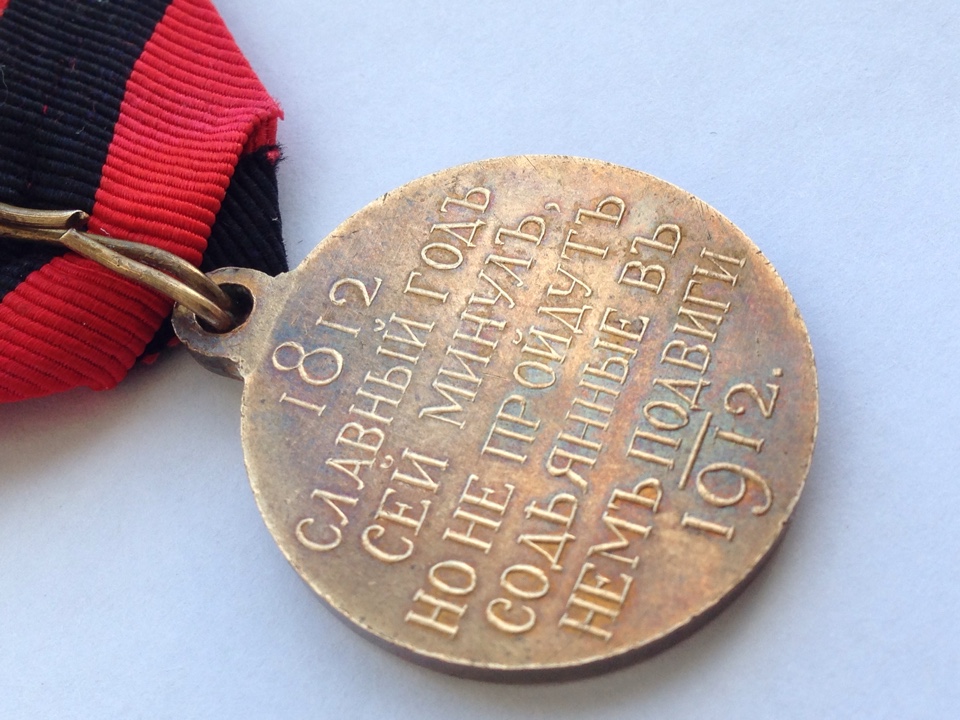 1812
СЛАВНЫЙ ГОДЪ
СЕЙ МИНУЛЪ,
НО НЕ ПРОЙДУТЪ
СОДѢЯННЫЕ ВЪ
НЕМЪ ПОДВИГИ
1912.